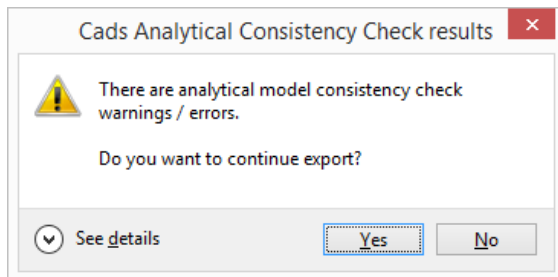 Cads Analytical Consistency Check results
There are analytical model consistency check
warnings / errors.
Do you want to continue export?
See details
Yes
No